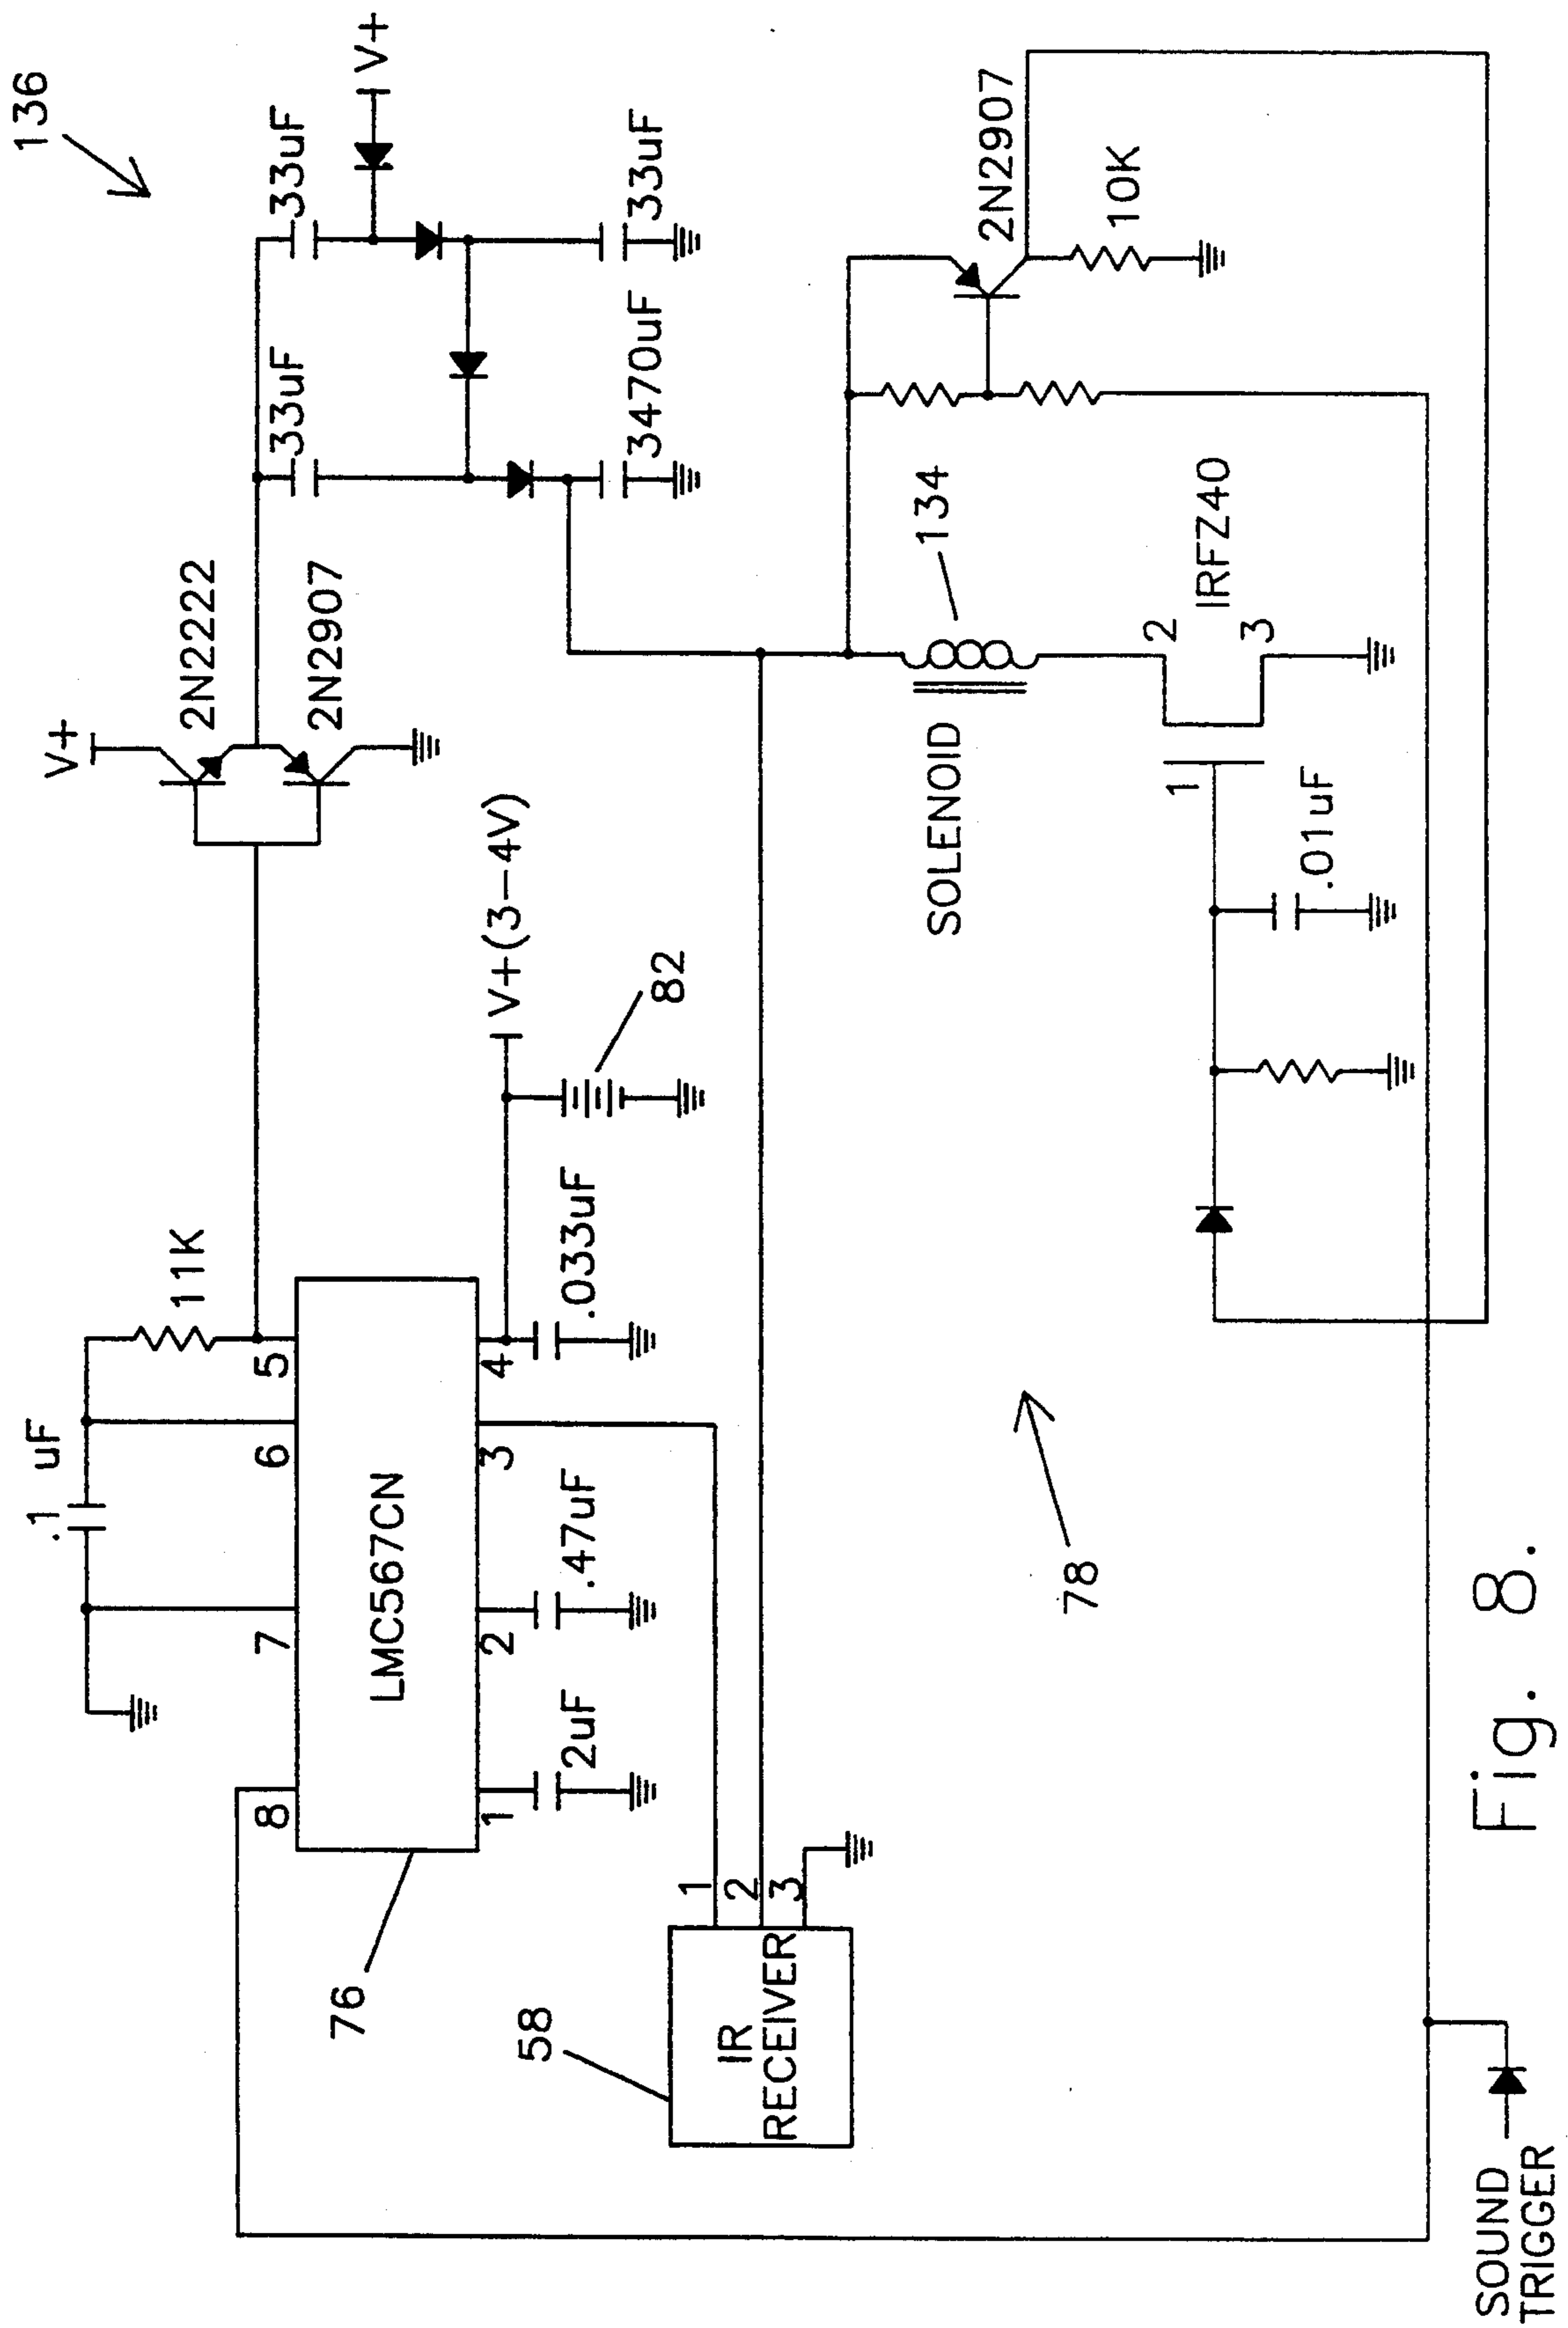 136
V+
2N2222
2N2907
33uF
33uF
V+
3470uF
33uF
.1 uF
11K
8
7
6
5
LMC567CN
1
2
3
4
2uF
.47uF
.033uF
V+(3-4V)
82
76
58
IR
RECEIVER
1
2
3
SOLENOID
134
2N2907
10K
1
2
3
IRFZ40
.01uF
78
SOUND
TRIGGER
Fig. 8.